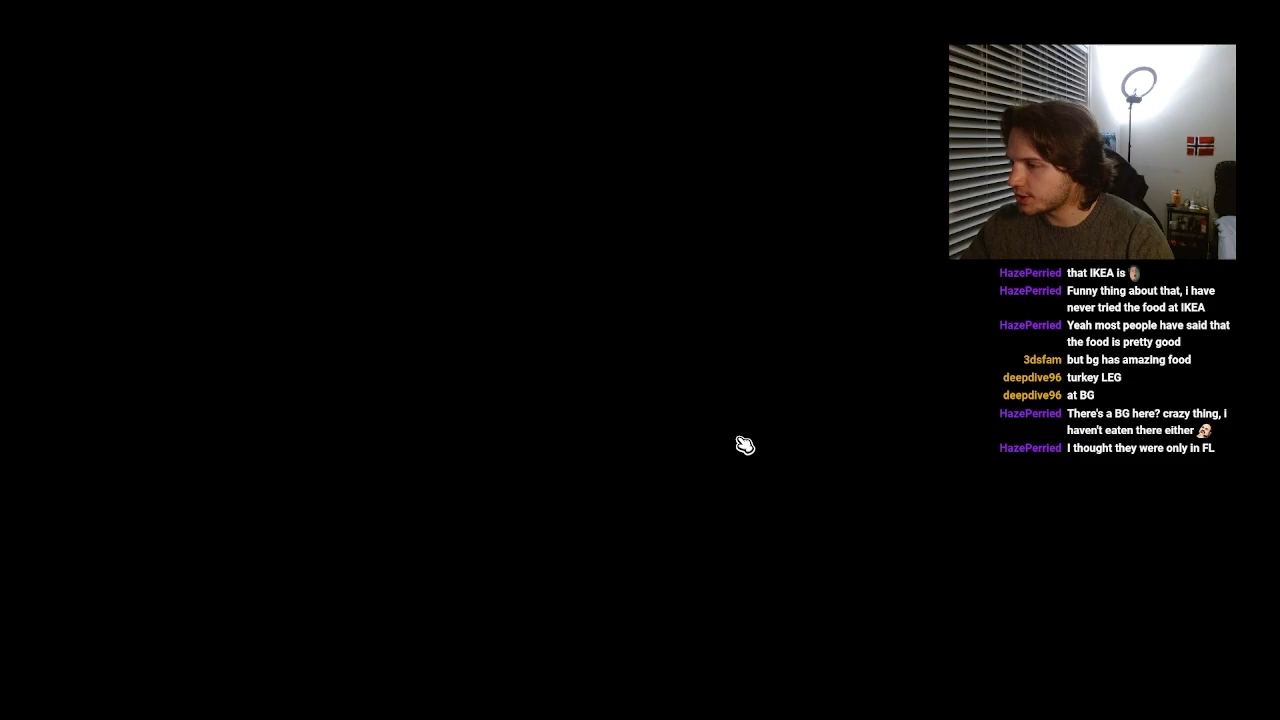 HazePerried that IKEA is
HazePerried Funny thing about that, i have
never tried the food at IKEA
HazePerried Yeah most people have said that
the food is pretty good
3dsfam but bg has amazing food
deepdive96 turkey LEG
deepdive96 at BG
HazePerried There's a BG here? crazy thing, i
haven't eaten there either
HazePerried I thought they were only in FL